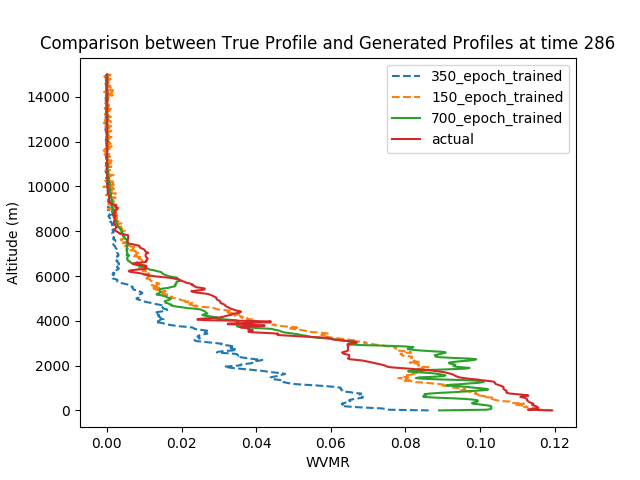 Comparison between True Profile and Generated Profiles at time 286
350_epoch_trained
150_epoch_trained
700_epoch_trained
actual
14000
12000
10000
8000
6000
4000
2000
0
Altitude (m)
0.00 0.02 0.04 0.06 0.08 0.10 0.12
WVMR